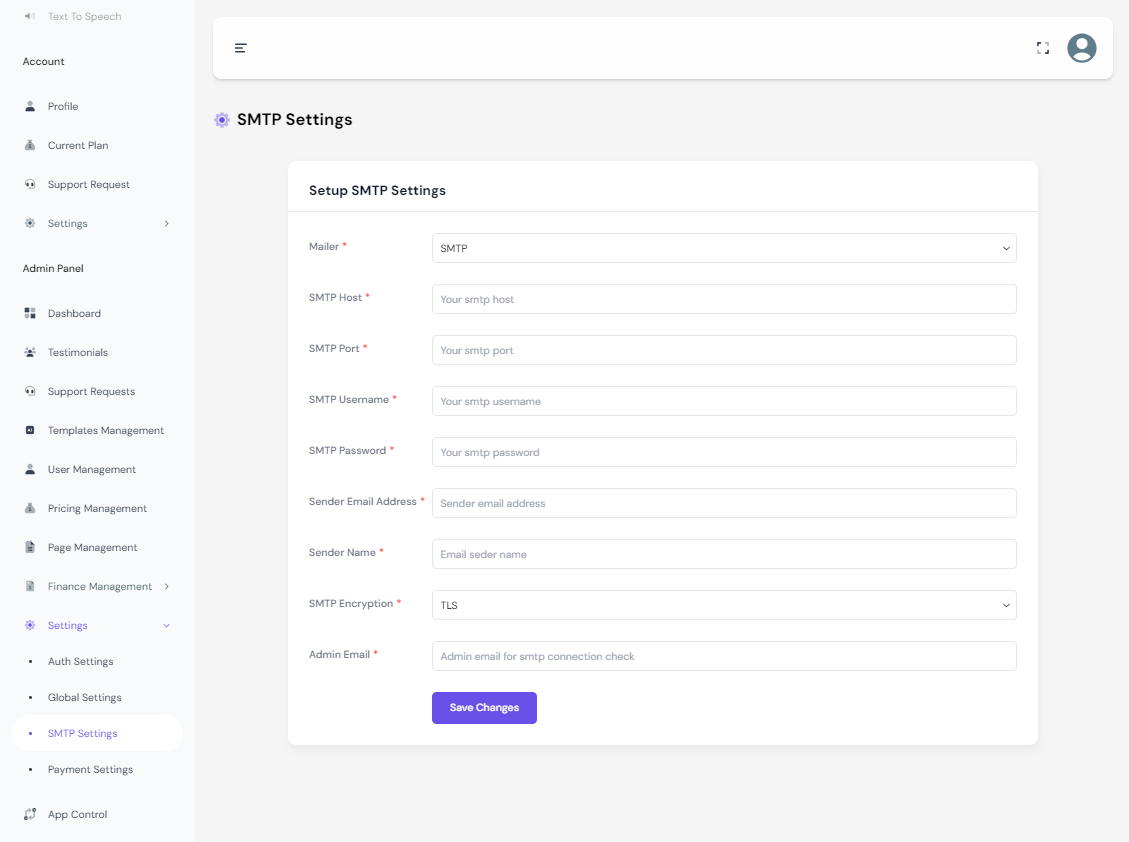 Text To Speech
Account
Profile
Current Plan
Support Request
Settings
Admin Panel
Dashboard
Testimonials
Support Requests
Templates Management
User Management
Pricing Management
Page Management
Finance Management
Settings
Auth Settings
Global Settings
SMTP Settings
Payment Settings
App Control
SMTP Settings
Setup SMTP Settings
Mailer * SMTP
SMTP Host * Your smtp host
SMTP Port * Your smtp port
SMTP Username * Your smtp username
SMTP Password * Your smtp password
Sender Email Address * Sender email address
Sender Name * Email seder name
SMTP Encryption * TLS
Admin Email * Admin email for smtp connection check
Save Changes